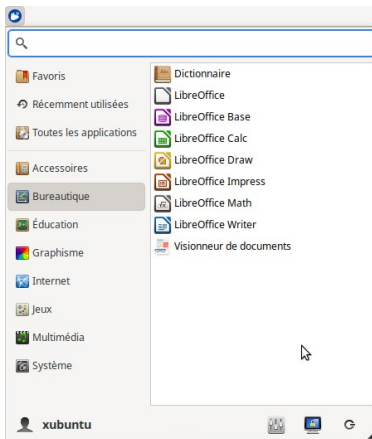 Favoris
Récemment utilisées
Toutes les applications
Accessoires
Bureautique
Éducation
Graphisme
Internet
Jeux
Multimédia
Système
Dictionnaire
LibreOffice
LibreOffice Base
LibreOffice Calc
LibreOffice Draw
LibreOffice Impress
LibreOffice Math
LibreOffice Writer
Visionneur de documents
xubuntu